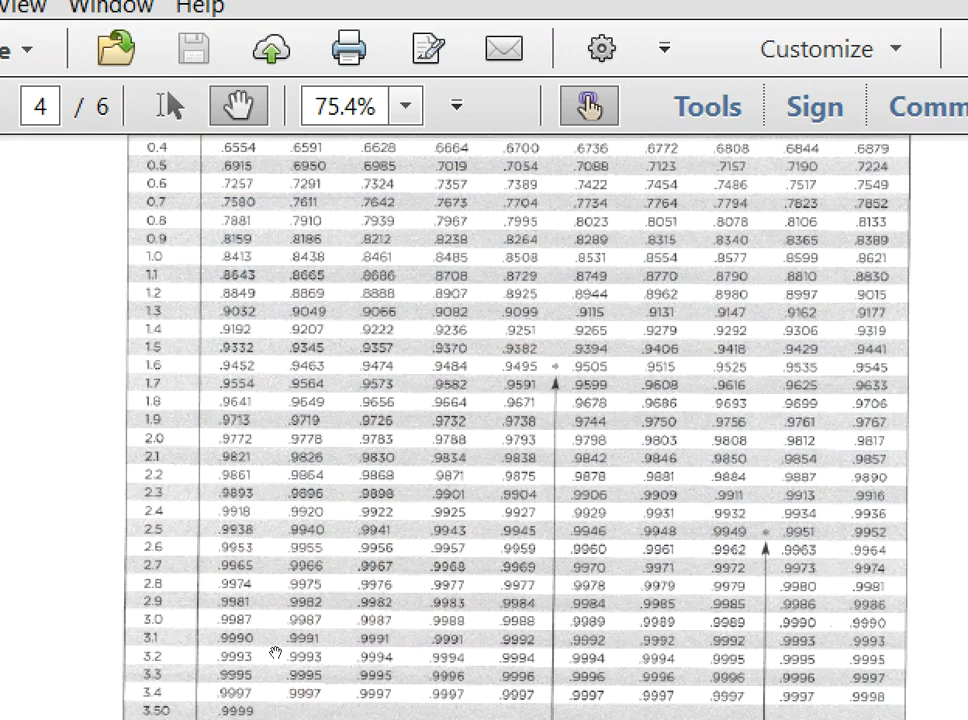 View Window Help
e Customize
4 / 6 75.4% Tools Sign Comm
0.4 .6554 .6591 .6628 .6664 .6700 .6736 .6772 .6808 .6844 .6879
0.5 .6915 .6950 .6985 .7019 .7054 .7088 .7123 .7157 .7190 .7224
0.6 .7257 .7291 .7324 .7357 .7389 .7422 .7454 .7486 .7517 .7549
0.7 .7580 .7611 .7642 .7673 .7704 .7734 .7764 .7794 .7823 .7852
0.8 .7881 .7910 .7939 .7967 .7995 .8023 .8051 .8078 .8106 .8133
0.9 .8159 .8186 .8212 .8238 .8264 .8289 .8315 .8340 .8365 .8389
1.0 .8413 .8438 .8461 .8485 .8508 .8531 .8554 .8577 .8599 .8621
1.1 .8643 .8665 .8686 .8708 .8729 .8749 .8770 .8790 .8810 .8830
1.2 .8849 .8869 .8888 .8907 .8925 .8944 .8962 .8980 .8997 .9015
1.3 .9032 .9049 .9066 .9082 .9099 .9115 .9131 .9147 .9162 .9177
1.4 .9192 .9207 .9222 .9236 .9251 .9265 .9279 .9292 .9306 .9319
1.5 .9332 .9345 .9357 .9370 .9382 .9394 .9406 .9418 .9429 .9441
1.6 .9452 .9463 .9474 .9484 .9495 * .9505 .9515 .9525 .9535 .9545
1.7 .9554 .9564 .9573 .9582 .9591 .9599 .9608 .9616 .9625 .9633
1.8 .9641 .9649 .9656 .9664 .9671 .9678 .9686 .9693 .9699 .9706
1.9 .9713 .9719 .9726 .9732 .9738 .9744 .9750 .9756 .9761 .9767
2.0 .9772 .9778 .9783 .9788 .9793 .9798 .9803 .9808 .9812 .9817
2.1 .9821 .9826 .9830 .9834 .9838 .9842 .9846 .9850 .9854 .9857
2.2 .9861 .9864 .9868 .9871 .9875 .9878 .9881 .9884 .9887 .9890
2.3 .9893 .9896 .9898 .9901 .9904 .9906 .9909 .9911 .9913 .9916
2.4 .9918 .9920 .9922 .9925 .9927 .9929 .9931 .9932 .9934 .9936
2.5 .9938 .9940 .9941 .9943 .9945 .9946 .9948 .9949 * .9951 .9952
2.6 .9953 .9955 .9956 .9957 .9959 .9960 .9961 .9962 .9963 .9964
2.7 .9965 .9966 .9967 .9968 .9969 .9970 .9971 .9972 .9973 .9974
2.8 .9974 .9975 .9976 .9977 .9977 .9978 .9979 .9979 .9980 .9981
2.9 .9981 .9982 .9982 .9983 .9984 .9984 .9985 .9985 .9986 .9986
3.0 .9987 .9987 .9987 .9988 .9988 .9989 .9989 .9989 .9990 .9990
3.1 .9990 .9991 .9991 .9991 .9992 .9992 .9992 .9992 .9993 .9993
3.2 .9993 .9993 .9994 .9994 .9994 .9994 .9994 .9995 .9995 .9995
3.3 .9995 .9995 .9995 .9996 .9996 .9996 .9996 .9996 .9996 .9997
3.4 .9997 .9997 .9997 .9997 .9997 .9997 .9997 .9997 .9997 .9998
3.50 .9999